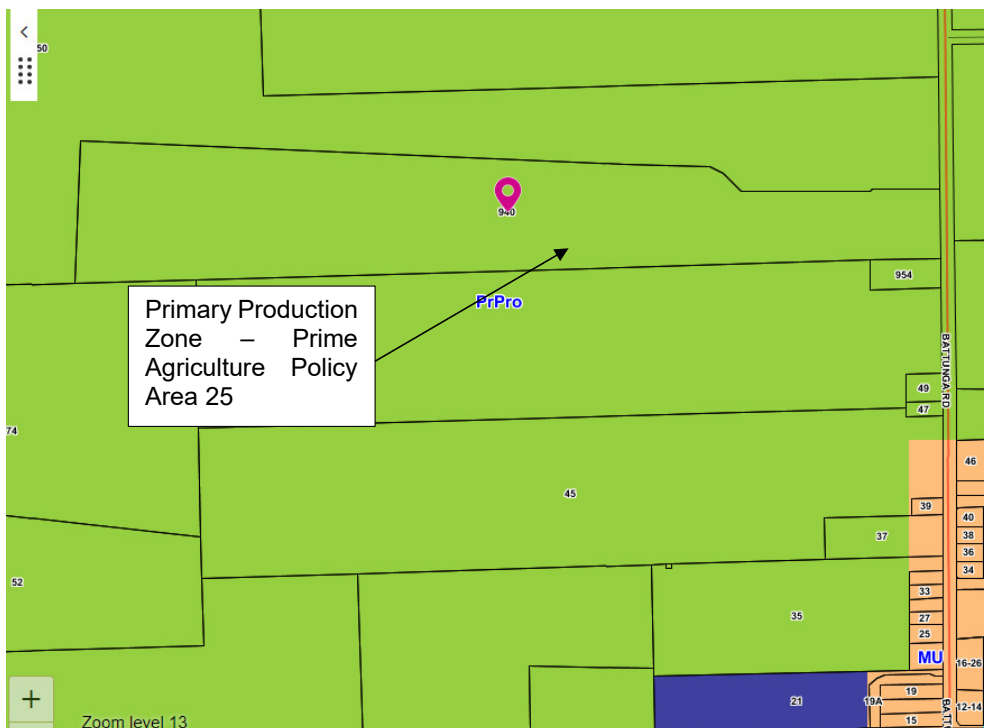 50
940
954
PrPro
Primary Production
Zone – Prime
Agriculture Policy
Area 25
BATTUNGA RD
49
47
74
46
45
39
40
37
38
36
34
52
33
35
27
25
MU
16-26
21
19A
19
12-14
15
BATT
+
Zoom level 13